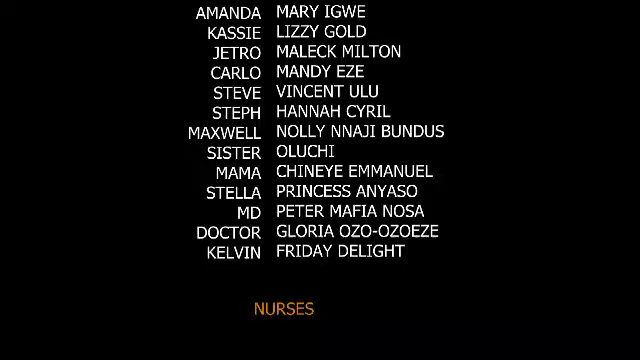 AMANDA MARY IGWE
KASSIE LIZZY GOLD
JETRO MALECK MILTON
CARLO MANDY EZE
STEVE VINCENT ULU
STEPH HANNAH CYRIL
MAXWELL NOLLY NNAJI BUNDUS
SISTER OLUCHI
MAMA CHINEYE EMMANUEL
STELLA PRINCESS ANYASO
MD PETER MAFIA NOSA
DOCTOR GLORIA OZO-OZOEZE
KELVIN FRIDAY DELIGHT
NURSES